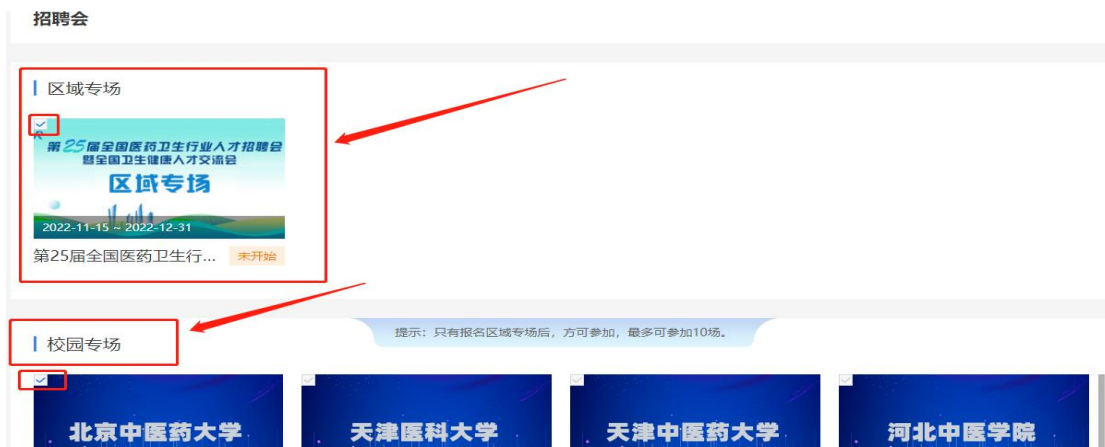 招聘会
区域专场
第25届全国医药卫生行业人才招聘会
暨全国卫生健康人才交流会
区域专场
2022-11-15 ~ 2022-12-31
第25届全国医药卫生行...
未开始
校园专场
提示：只有报名区域专场后，方可参加，最多可参加10场。
北京中医药大学
天津医科大学
天津中医药大学
河北中医学院